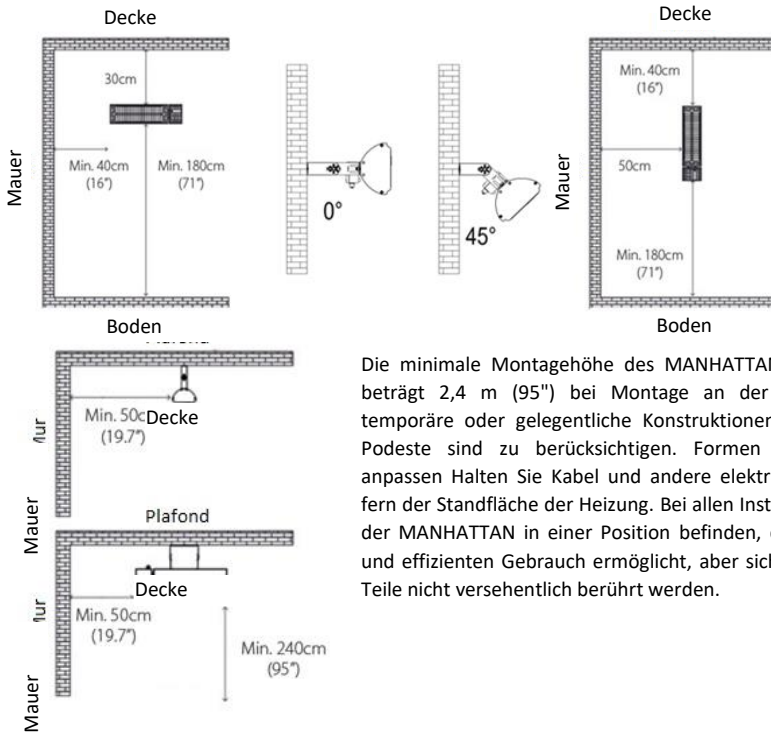 Decke
30cm
Mauer
Min. 40cm
(16")
Min. 180cm
(71")
Boden
0°
45°
Decke
Min. 40cm
(16")
Mauer
50cm
Min. 180cm
(71")
Boden
Min. 50c
Decke
(19.7")
Mauer
Plafond
Decke
Min. 50cm
(19.7")
Min. 240cm
(95")
Mauer
Die minimale Montagehöhe des MANHATTAN
beträgt 2,4 m (95") bei Montage an der
temporäre oder gelegentliche Konstruktionen
Podeste sind zu berücksichtigen. Formen
anpassen Halten Sie Kabel und andere elektr
fern der Standfläche der Heizung. Bei allen Inst
der MANHATTAN in einer Position befinden,
und effizienten Gebrauch ermöglicht, aber sic
Teile nicht versehentlich berührt werden.